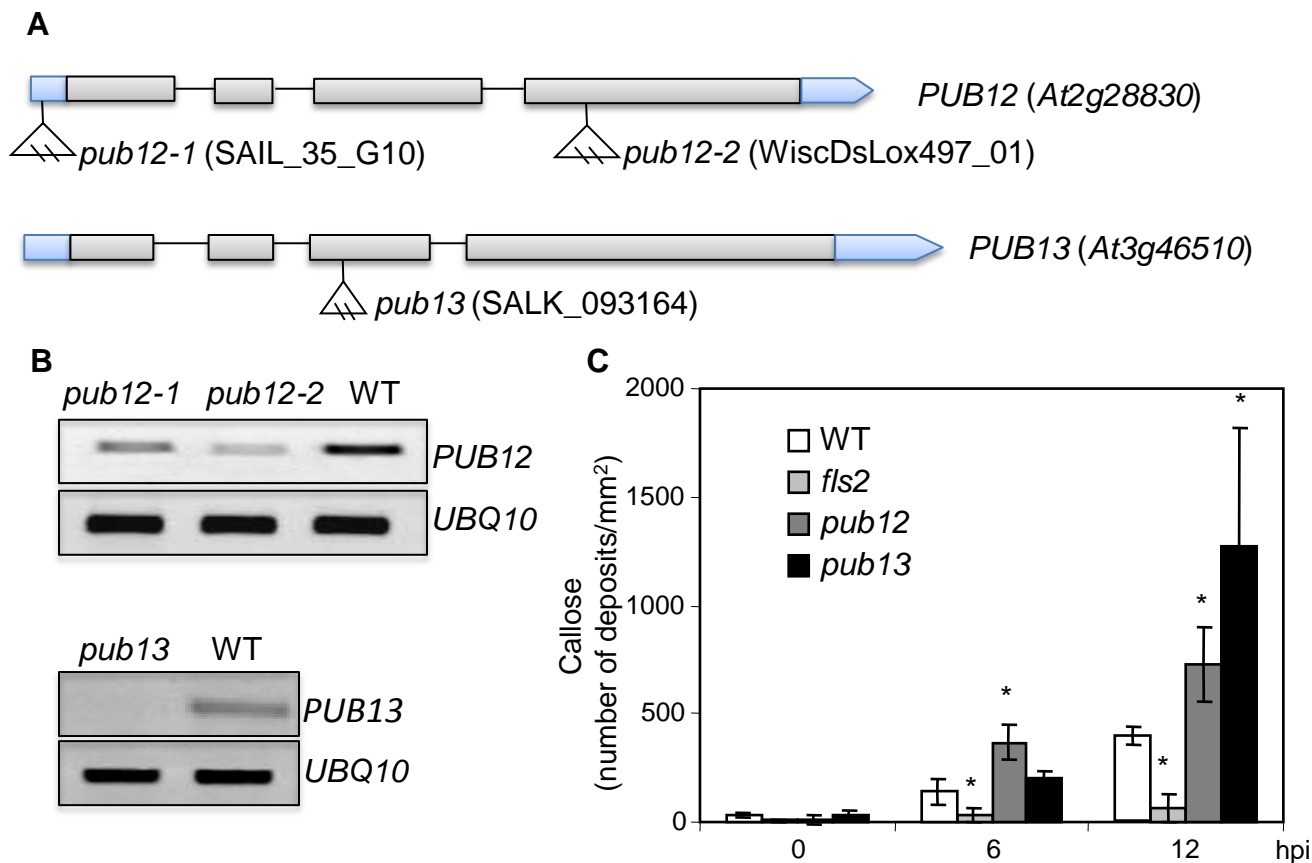 A
PUB12 (At2g28830)
pub12-1 (SAIL_35_G10)
pub12-2 (WiscDsLox497_01)
PUB13 (At3g46510)
pub13 (SALK_093164)
B
pub12-1 pub12-2 WT
PUB12
UBQ10
pub13 WT
PUB13
UBQ10
C
Callose
(number of deposits/mm²)
2000
1500
1000
500
0
WT
fls2
pub12
pub13
* * * * *
0 6 12 hpi